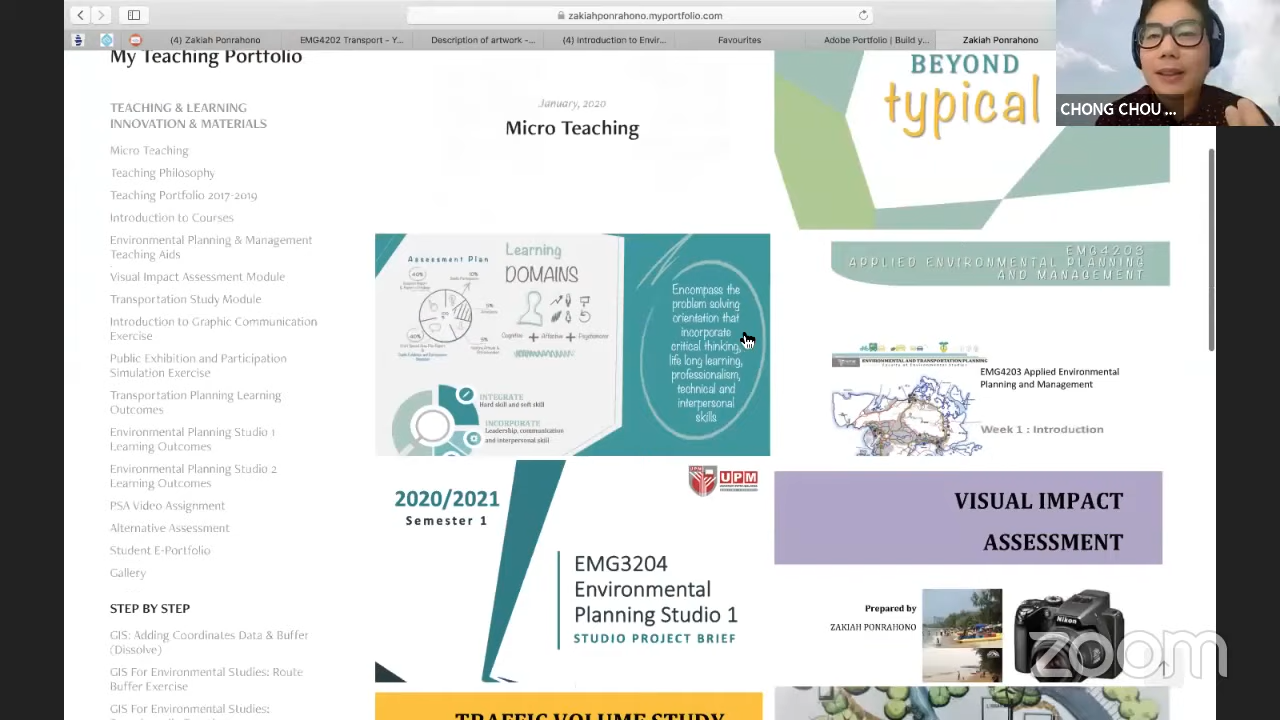 zakiahponrahono.myportfolio.com
(4) Zakiah Ponrahono
EMG4202 Transport - Y...
Description of artwork -...
(4) Introduction to Envir...
Favourites
Adobe Portfolio | Build y...
Zakiah Ponrahono
CHONG CHOU ...
My Teaching Portfolio
TEACHING & LEARNING
INNOVATION & MATERIALS
Micro Teaching
Teaching Philosophy
Teaching Portfolio 2017-2019
Introduction to Courses
Environmental Planning & Management
Teaching Aids
Visual Impact Assessment Module
Transportation Study Module
Introduction to Graphic Communication
Exercise
Public Exhibition and Participation
Simulation Exercise
Transportation Planning Learning
Outcomes
Environmental Planning Studio 1
Learning Outcomes
Environmental Planning Studio 2
Learning Outcomes
PSA Video Assignment
Alternative Assessment
Student E-Portfolio
Gallery
STEP BY STEP
GIS: Adding Coordinates Data & Buffer
(Dissolve)
GIS For Environmental Studies: Route
Buffer Exercise
GIS For Environmental Studies:
January, 2020
Micro Teaching
BEYOND
typical
Assessment Plan
Learning
DOMAINS
Cognitive + Affective + Psychomotor
INTEGRATE
Hard skill and soft skill
INCORPORATE
Leadership, communication
and interpersonal skill
Encompass the
problem solving
orientation that
incorporate
critical thinking,
life long learning,
professionalism,
technical and
interpersonal
skills
EMG4203
APPLIED ENVIRONMENTAL PLANNING
AND MANAGEMENT
ENVIRONMENTAL AND TRANSPORTATION PLANNING
EMG4203 Applied Environmental
Planning and Management
Week 1 : Introduction
2020/2021
Semester 1
UPM
EMG3204
Environmental
Planning Studio 1
STUDIO PROJECT BRIEF
VISUAL IMPACT
ASSESSMENT
Prepared by
ZAKIAH PONRAHONO
Nikon
zoom
TRAFFIC VOLUME STUDY